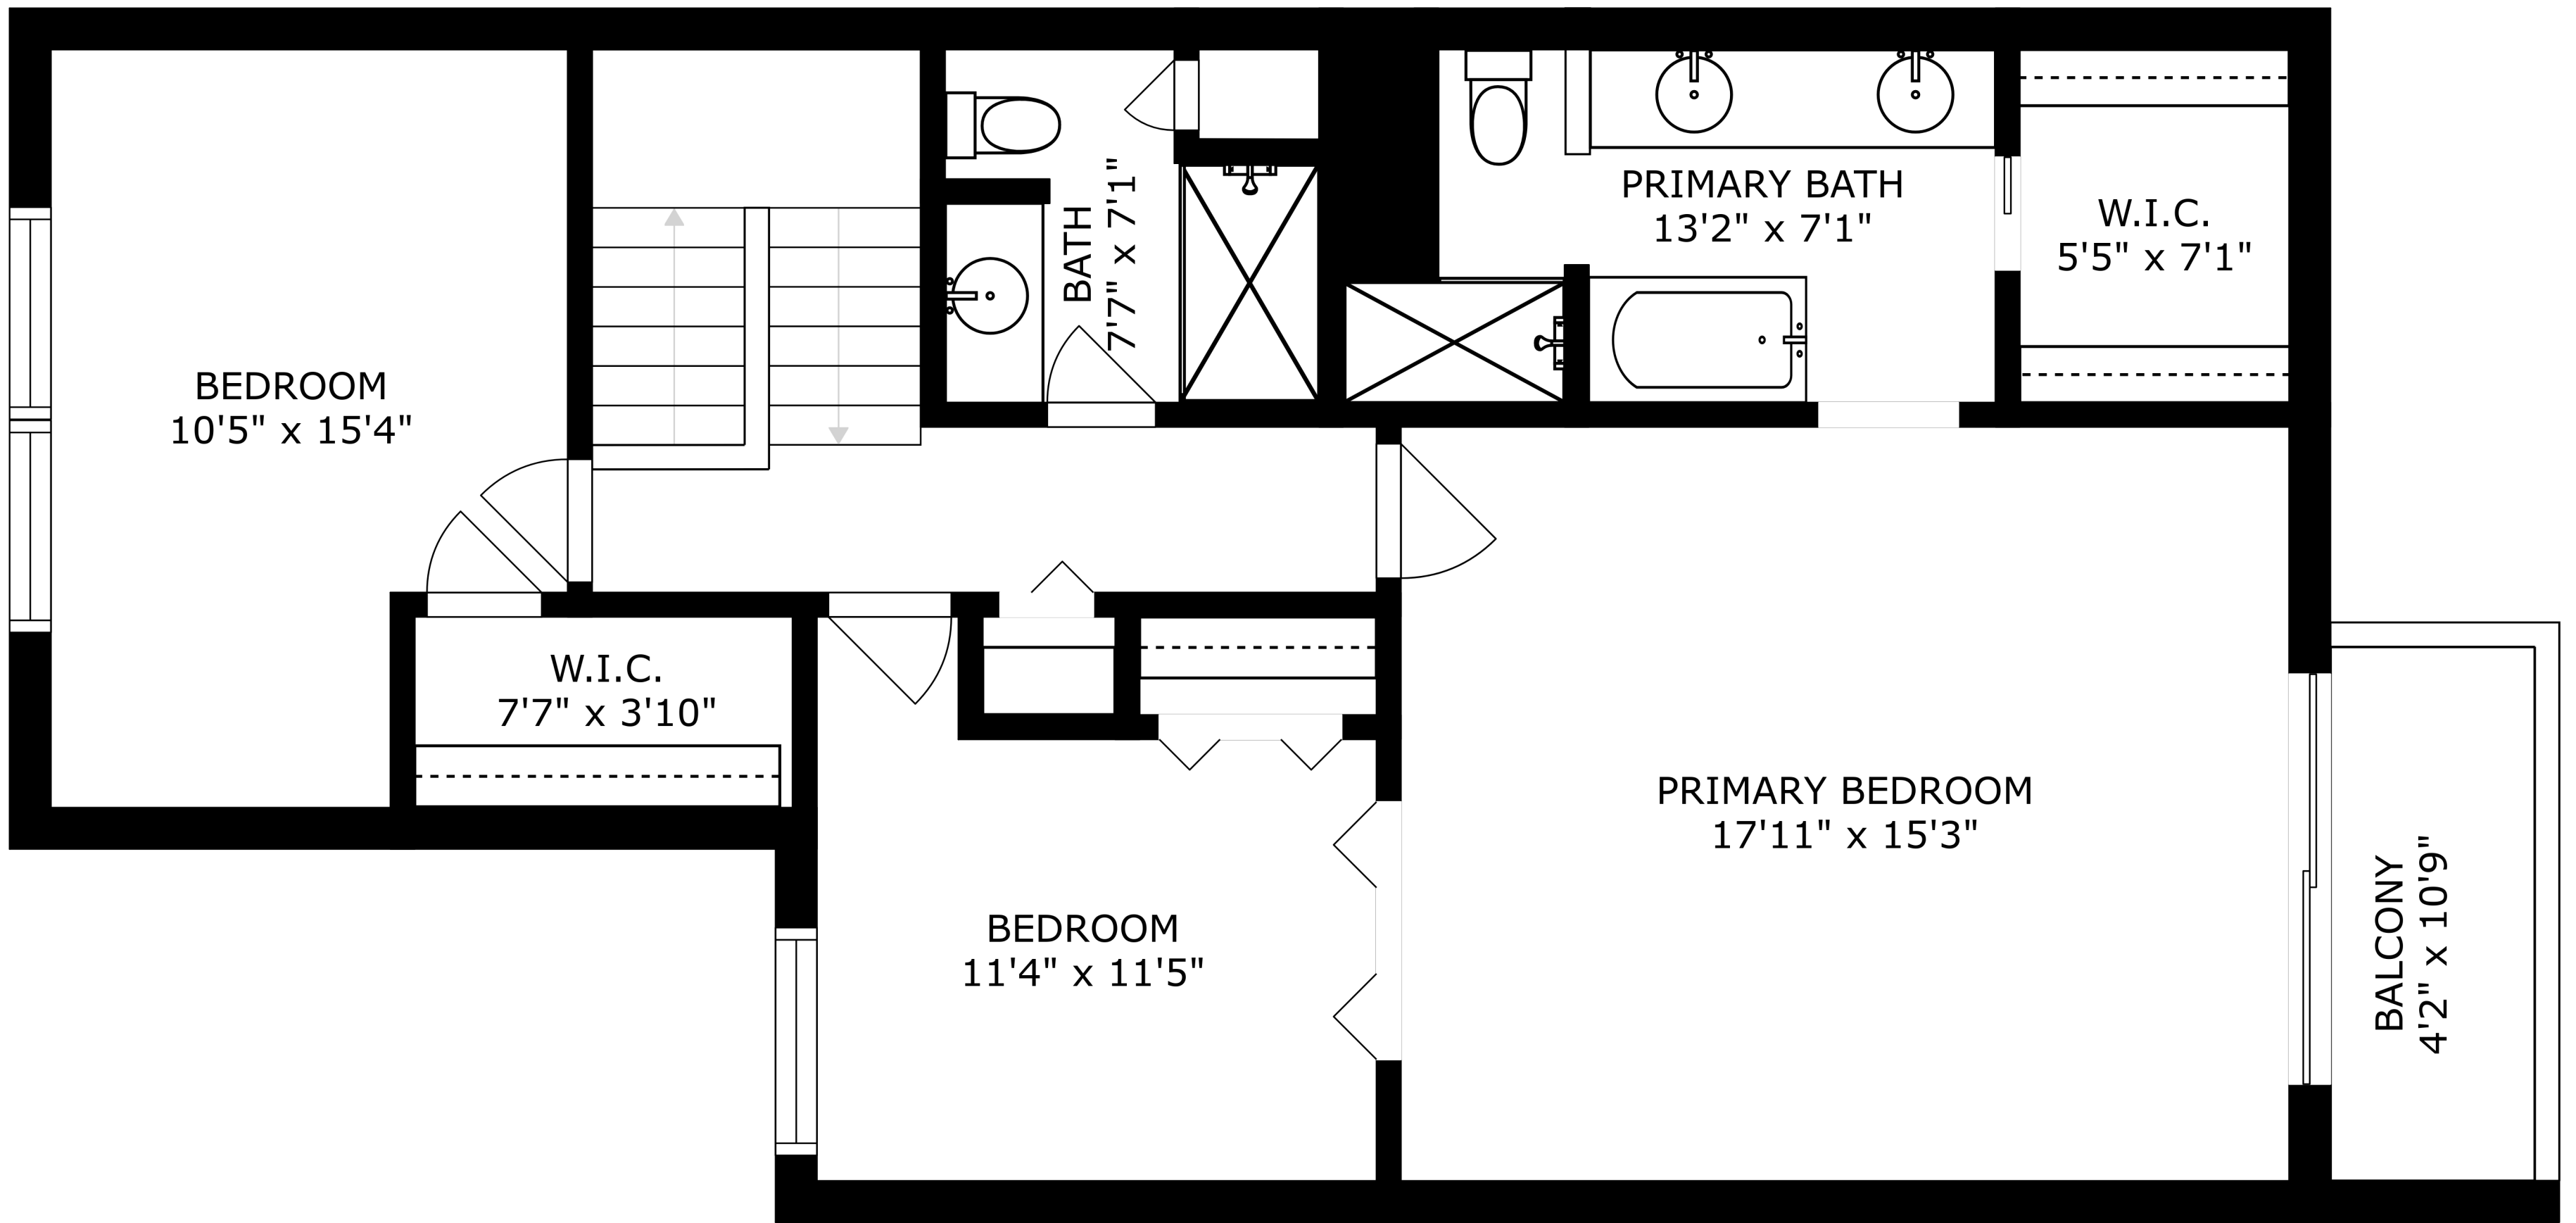 BEDROOM
10'5" x 15'4"
BATH
7'7" x 7'1"
PRIMARY BATH
13'2" x 7'1"
W.I.C.
5'5" x 7'1"
W.I.C.
7'7" x 3'10"
BEDROOM
11'4" x 11'5"
PRIMARY BEDROOM
17'11" x 15'3"
BALCONY
4'2" x 10'9"